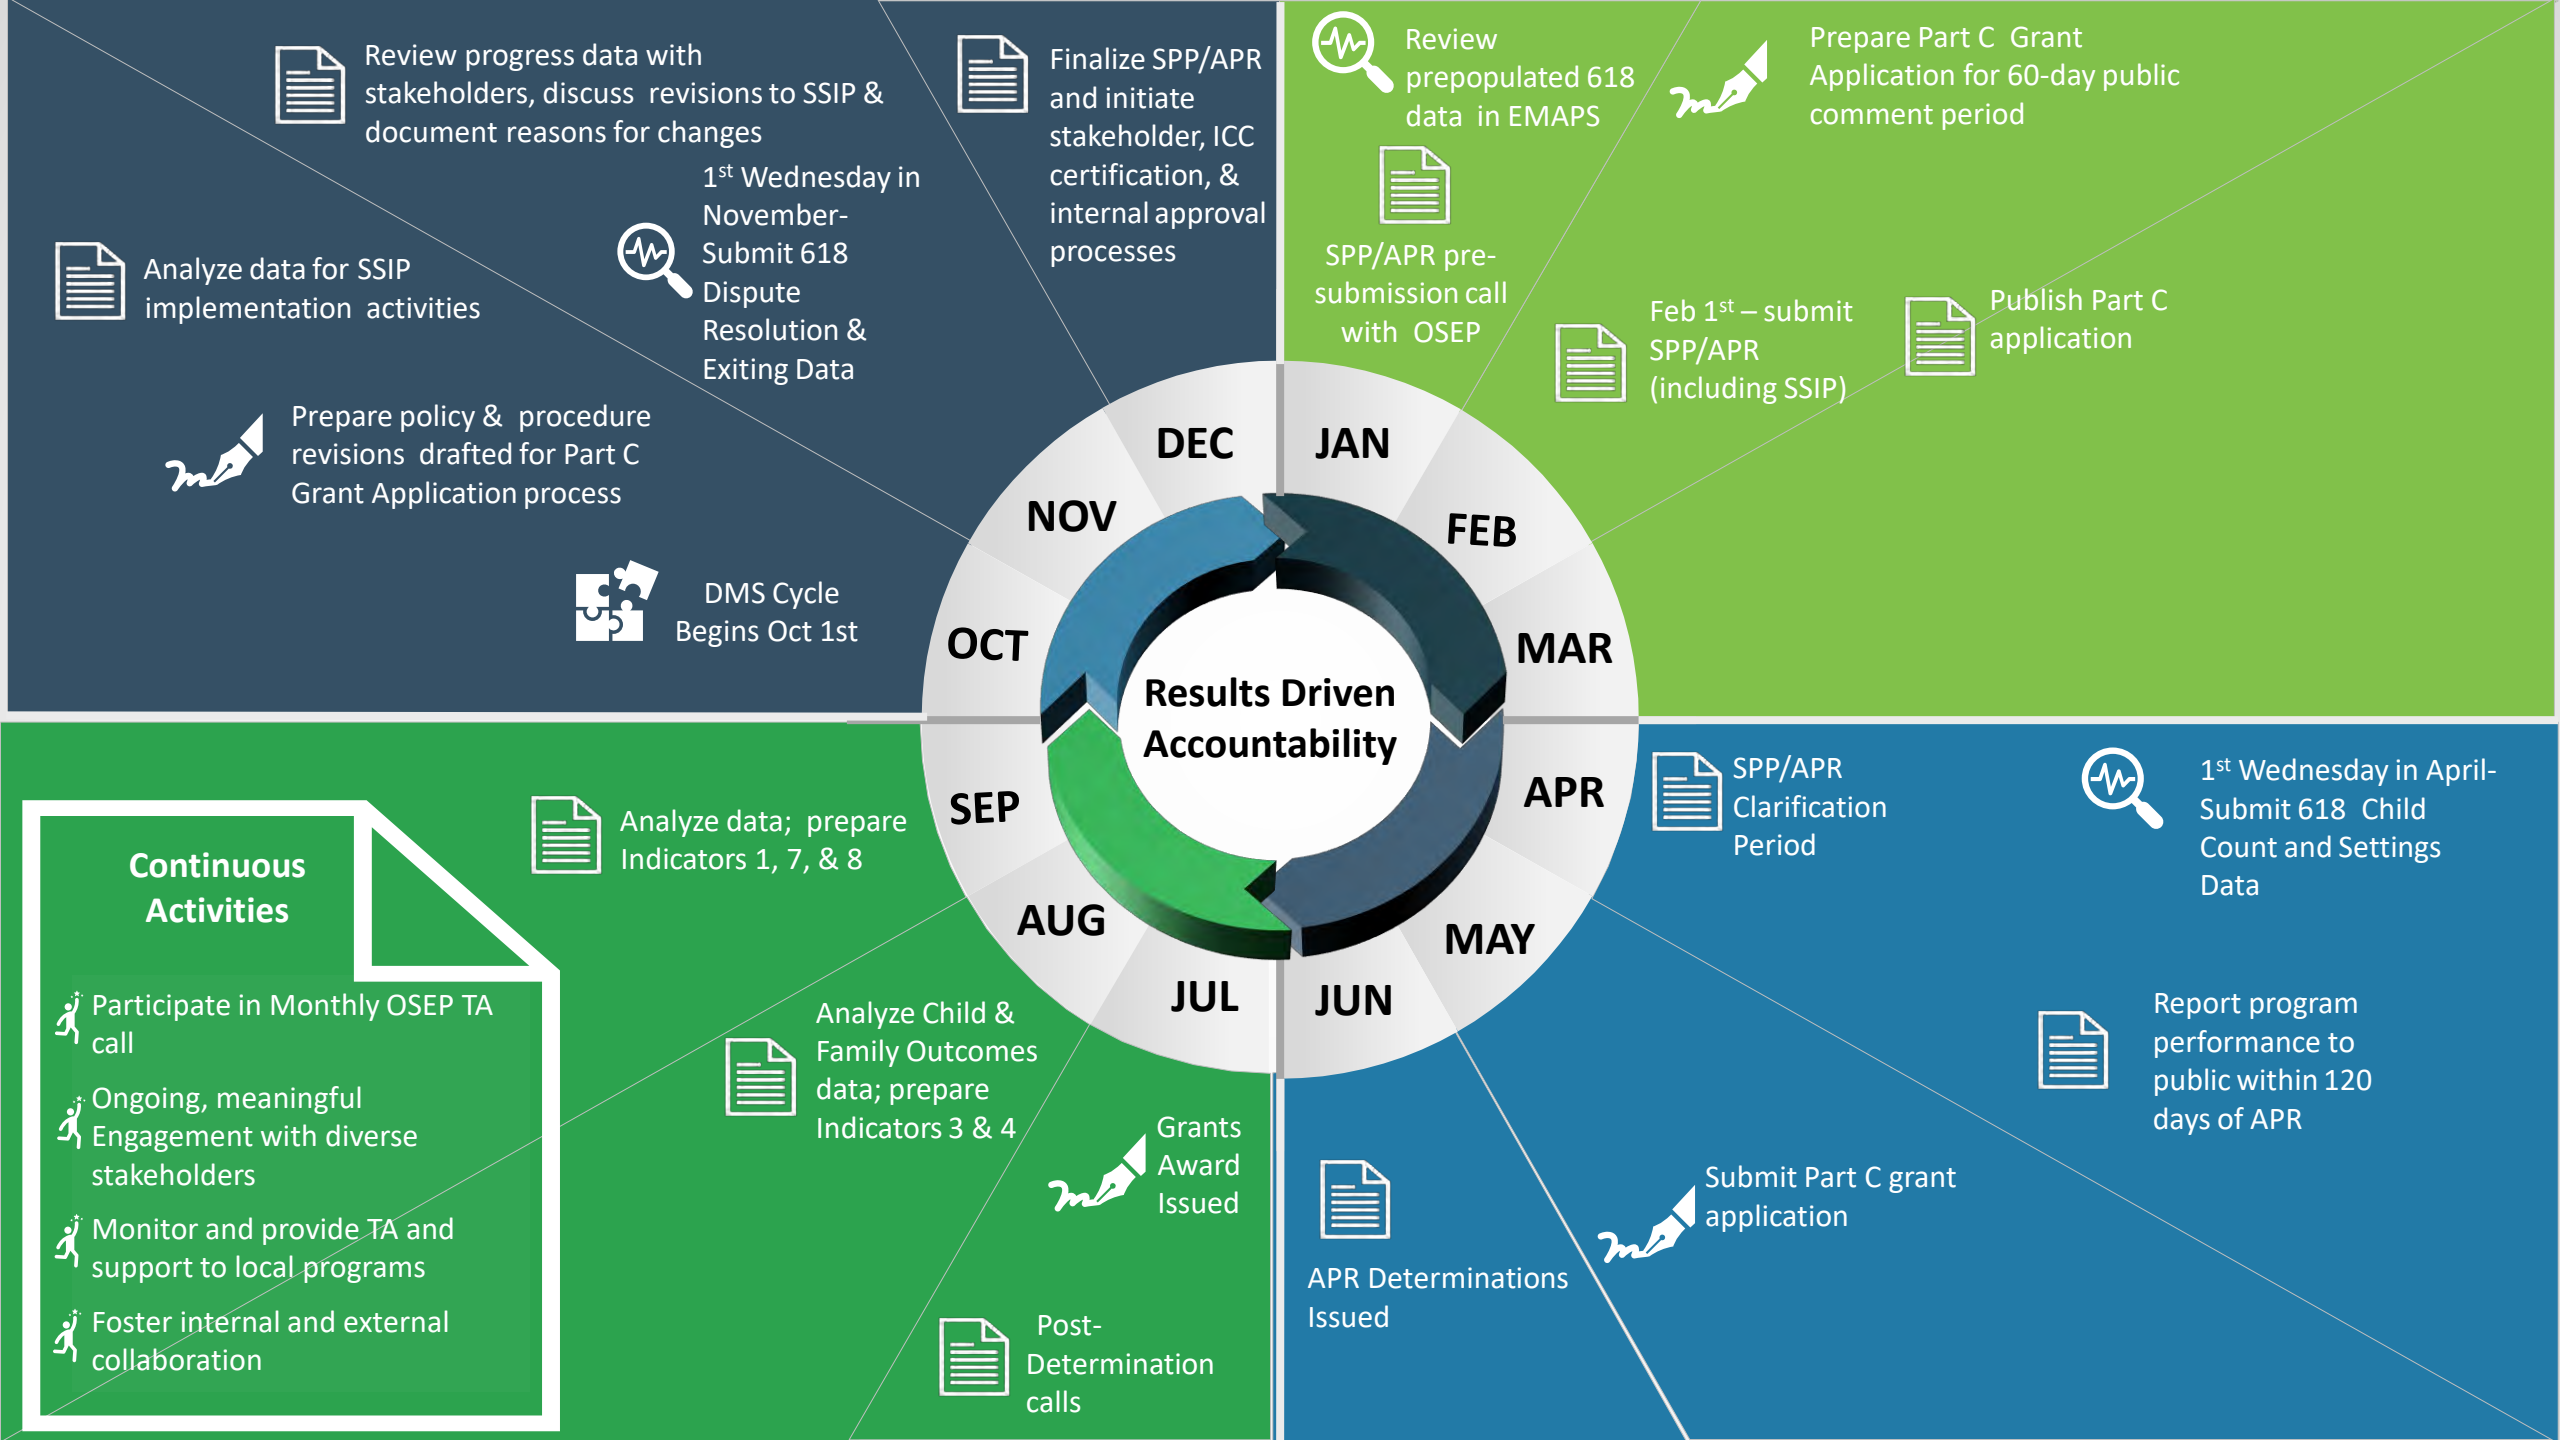 Review progress data with
stakeholders, discuss revisions to SSIP &
document reasons for changes
1st Wednesday in
November-
Submit 618
Dispute
Resolution &
Exiting Data
Analyze data for SSIP
implementation activities
Prepare policy & procedure
revisions drafted for Part C
Grant Application process
DMS Cycle
Begins Oct 1st
Finalize SPP/APR
and initiate
stakeholder, ICC
certification, &
internal approval
processes
Review
prepopulated 618
data in EMAPS
SPP/APR pre-
submission call
with OSEP
Prepare Part C Grant
Application for 60-day public
comment period
Feb 1st – submit
SPP/APR
(including SSIP)
Publish Part C
application
DEC
JAN
NOV
FEB
OCT
MAR
Results Driven
Accountability
SEP
APR
AUG
MAY
JUL
JUN
SPP/APR
Clarification
Period
1st Wednesday in April-
Submit 618 Child
Count and Settings
Data
Report program
performance to
public within 120
days of APR
Submit Part C grant
application
APR Determinations
Issued
Analyze data; prepare
Indicators 1, 7, & 8
Analyze Child &
Family Outcomes
data; prepare
Indicators 3 & 4
Grants
Award
Issued
Post-
Determination
calls
Continuous
Activities
Participate in Monthly OSEP TA
call
Ongoing, meaningful
Engagement with diverse
stakeholders
Monitor and provide TA and
support to local programs
Foster internal and external
collaboration